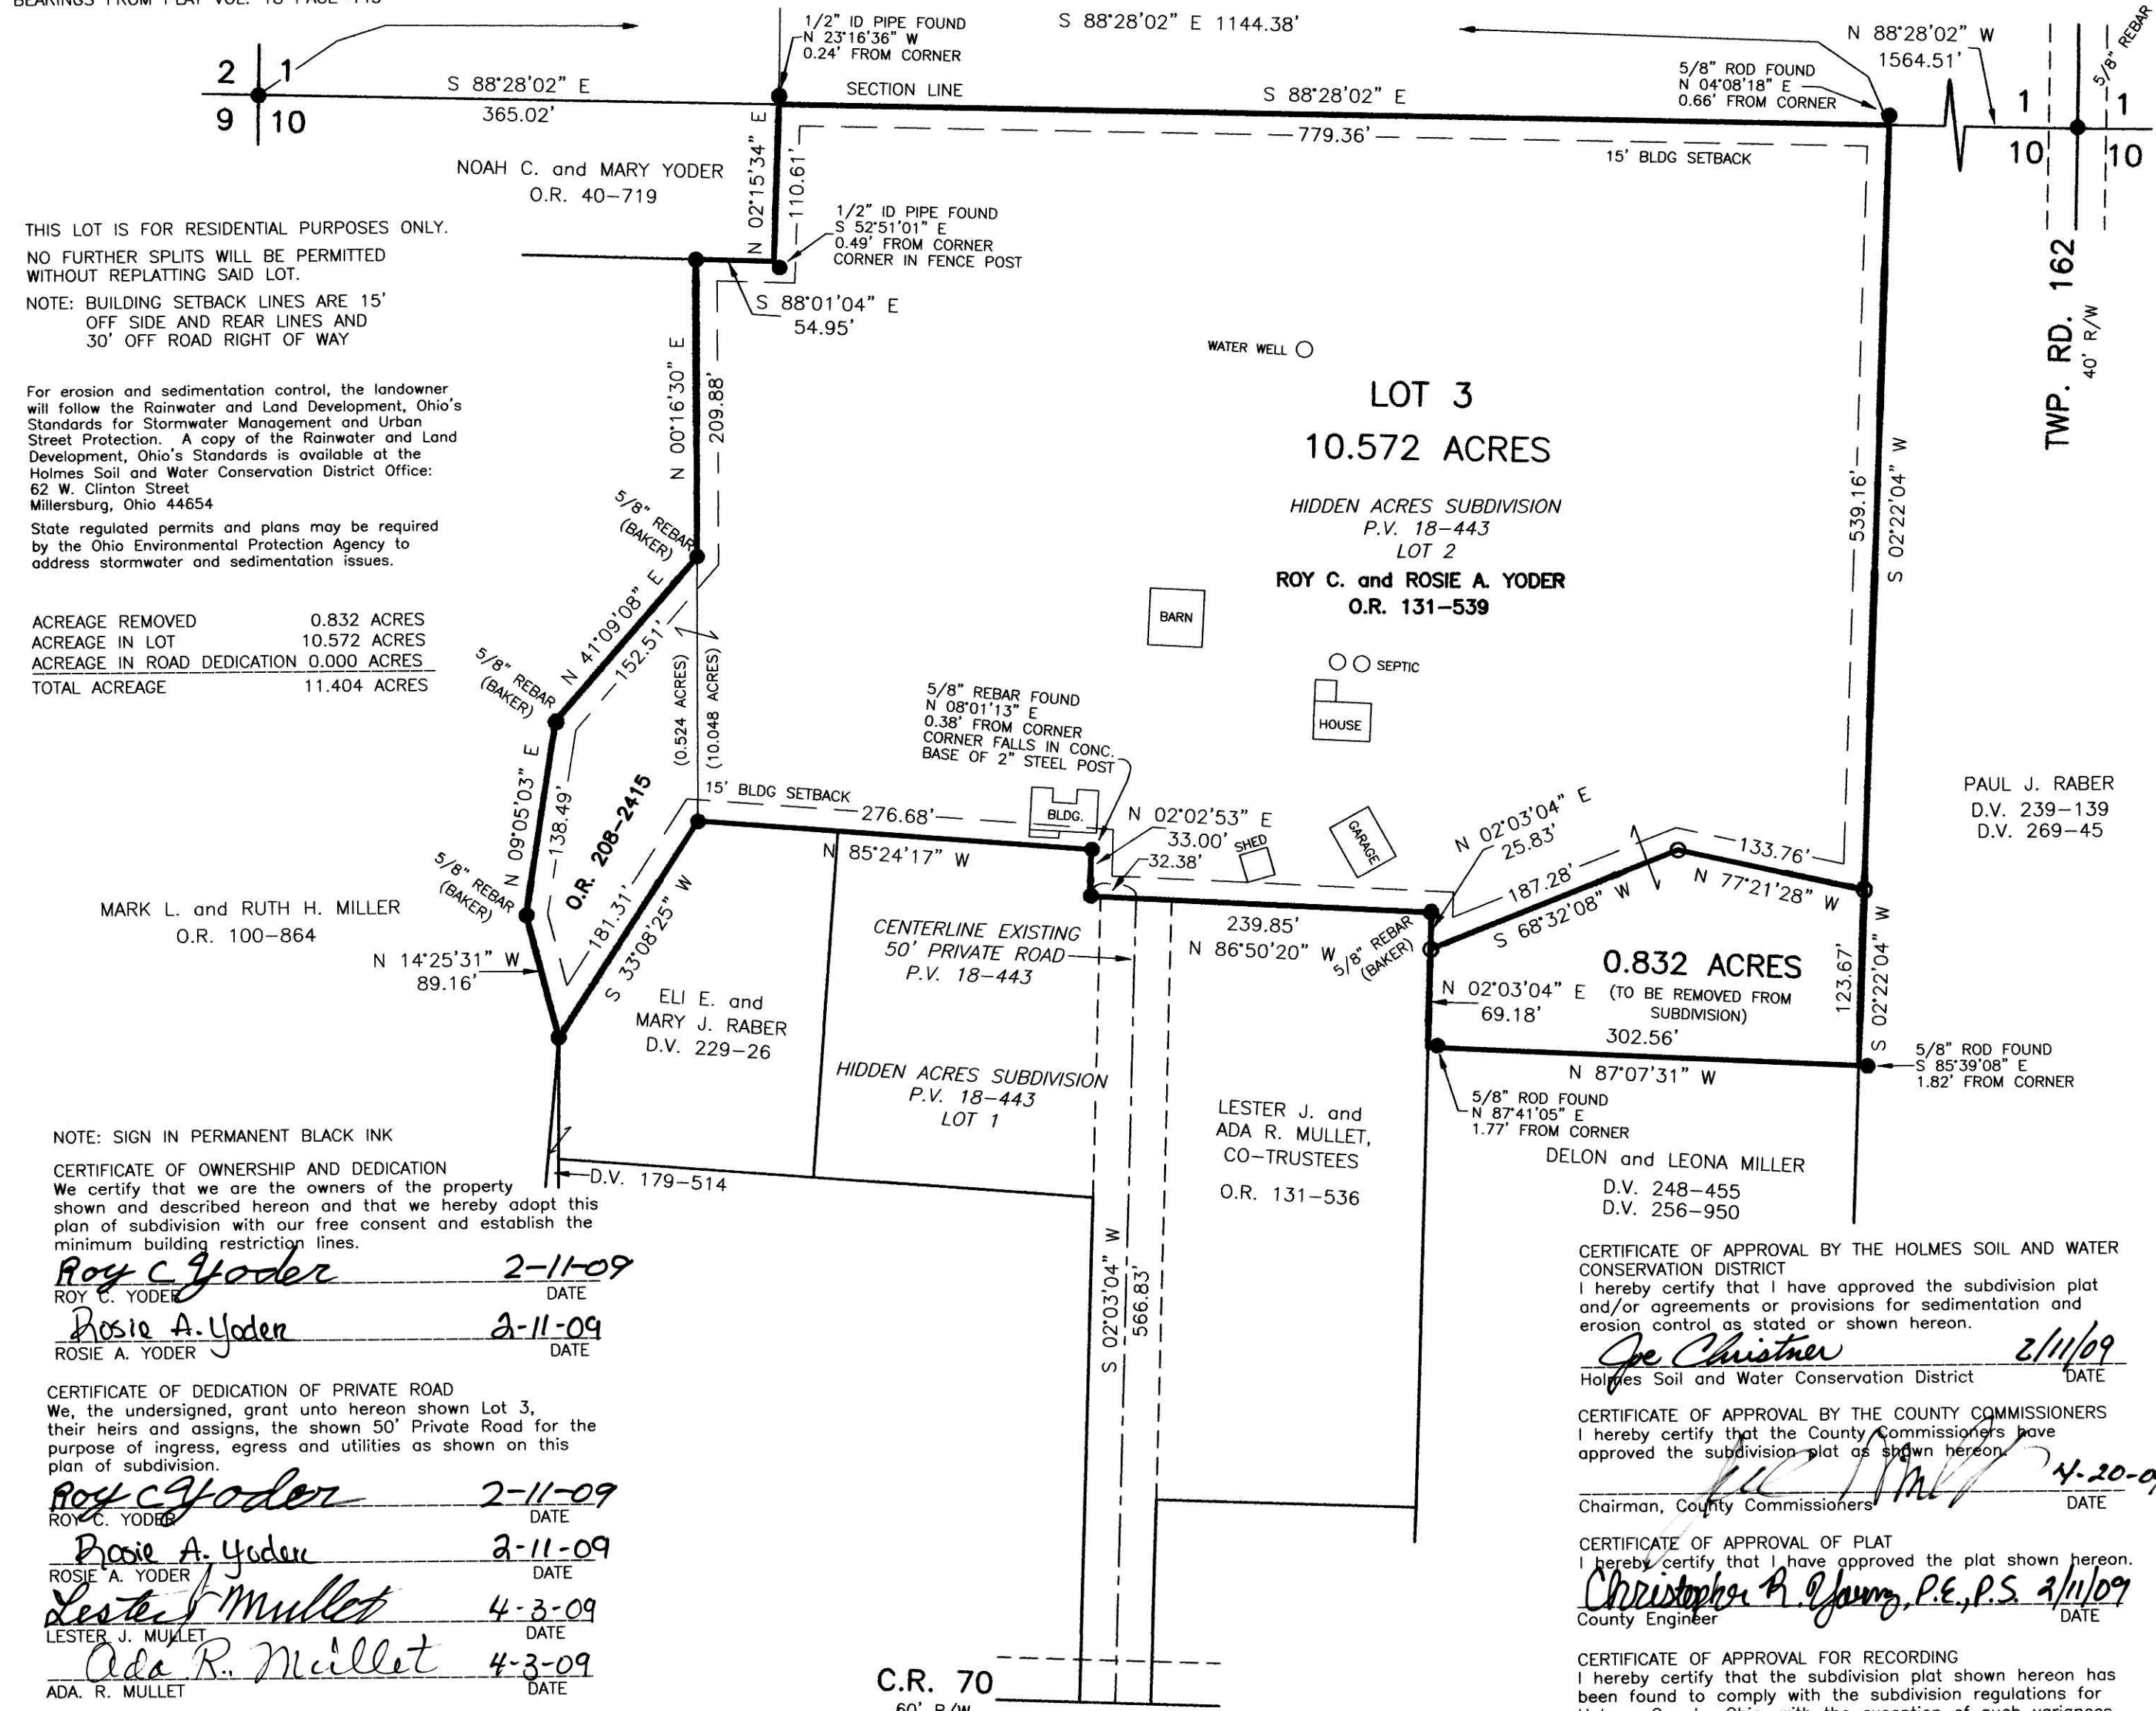 BEARINGS FROM PLAT VOL. 18 PAGE 443
1/2" ID PIPE FOUND
N 23°16'36" W
0.24' FROM CORNER
S 88°28'02" E 1144.38'
N 88°28'02" W
1564.51'
5/8" REBAR
5/8" ROD FOUND
N 04°08'18" E
0.66' FROM CORNER
2 1
9 10
S 88°28'02" E
365.02'
SECTION LINE
S 88°28'02" E
779.36'
15' BLDG SETBACK
1 1
10 10
TWP. RD. 162
40' R/W
NOAH C. and MARY YODER
O.R. 40-719
N 02°15'34" E
110.61'
1/2" ID PIPE FOUND
S 52°51'01" E
0.49' FROM CORNER
CORNER IN FENCE POST
S 88°01'04" E
54.95'
THIS LOT IS FOR RESIDENTIAL PURPOSES ONLY.
NO FURTHER SPLITS WILL BE PERMITTED
WITHOUT REPLATTING SAID LOT.
NOTE: BUILDING SETBACK LINES ARE 15'
OFF SIDE AND REAR LINES AND
30' OFF ROAD RIGHT OF WAY
For erosion and sedimentation control, the landowner
will follow the Rainwater and Land Development, Ohio's
Standards for Stormwater Management and Urban
Street Protection. A copy of the Rainwater and Land
Development, Ohio's Standards is available at the
Holmes Soil and Water Conservation District Office:
62 W. Clinton Street
Millersburg, Ohio 44654
State regulated permits and plans may be required
by the Ohio Environmental Protection Agency to
address stormwater and sedimentation issues.
ACREAGE REMOVED 0.832 ACRES
ACREAGE IN LOT 10.572 ACRES
ACREAGE IN ROAD DEDICATION 0.000 ACRES
TOTAL ACREAGE 11.404 ACRES
N 00°16'30" E
209.88'
WATER WELL
LOT 3
10.572 ACRES
HIDDEN ACRES SUBDIVISION
P.V. 18-443
LOT 2
ROY C. and ROSIE A. YODER
O.R. 131-539
539.16'
S 02°22'04" W
BARN
SEPTIC
HOUSE
5/8" REBAR
(BAKER)
N 41°09'08" E
152.51'
5/8" REBAR
(BAKER)
(0.524 ACRES)
(10.048 ACRES)
5/8" REBAR FOUND
N 08°01'13" E
0.38' FROM CORNER
CORNER FALLS IN CONC.
BASE OF 2" STEEL POST
N 09°05'03" E
138.49'
O.R. 208-2415
15' BLDG SETBACK
276.68'
N 85°24'17" W
BLDG.
N 02°02'53" E
33.00'
32.38'
SHED
GARAGE
N 02°03'04" E
25.83'
187.28'
S 68°32'08" W
133.76'
N 77°21'28" W
PAUL J. RABER
D.V. 239-139
D.V. 269-45
5/8" REBAR
(BAKER)
MARK L. and RUTH H. MILLER
O.R. 100-864
N 14°25'31" W
89.16'
181.31'
S 33°08'25" W
ELI E. and
MARY J. RABER
D.V. 229-26
CENTERLINE EXISTING
50' PRIVATE ROAD
P.V. 18-443
239.85'
N 86°50'20" W
5/8" REBAR
(BAKER)
0.832 ACRES
(TO BE REMOVED FROM
SUBDIVISION)
N 02°03'04" E
69.18'
302.56'
N 87°07'31" W
123.67'
S 02°22'04" W
5/8" ROD FOUND
S 85°39'08" E
1.82' FROM CORNER
5/8" ROD FOUND
N 87°41'05" E
1.77' FROM CORNER
HIDDEN ACRES SUBDIVISION
P.V. 18-443
LOT 1
LESTER J. and
ADA R. MULLET,
CO-TRUSTEES
O.R. 131-536
DELON and LEONA MILLER
D.V. 248-455
D.V. 256-950
D.V. 179-514
S 02°03'04" W
566.83'
C.R. 70
60' R/W
NOTE: SIGN IN PERMANENT BLACK INK
CERTIFICATE OF OWNERSHIP AND DEDICATION
We certify that we are the owners of the property
shown and described hereon and that we hereby adopt this
plan of subdivision with our free consent and establish the
minimum building restriction lines.
Roy C Yoder 2-11-09
ROY C. YODER DATE
Rosie A. Yoder 2-11-09
ROSIE A. YODER DATE
CERTIFICATE OF DEDICATION OF PRIVATE ROAD
We, the undersigned, grant unto hereon shown Lot 3,
their heirs and assigns, the shown 50' Private Road for the
purpose of ingress, egress and utilities as shown on this
plan of subdivision.
Roy C Yoder 2-11-09
ROY C. YODER DATE
Rosie A. Yoder 2-11-09
ROSIE A. YODER DATE
Lester J Mullet 4-3-09
LESTER J. MULLET DATE
Ada R. Mullet 4-3-09
ADA. R. MULLET DATE
CERTIFICATE OF APPROVAL BY THE HOLMES SOIL AND WATER
CONSERVATION DISTRICT
I hereby certify that I have approved the subdivision plat
and/or agreements or provisions for sedimentation and
erosion control as stated or shown hereon.
Joe Christner 2/11/09
Holmes Soil and Water Conservation District DATE
CERTIFICATE OF APPROVAL BY THE COUNTY COMMISSIONERS
I hereby certify that the County Commissioners have
approved the subdivision plat as shown hereon.
4-20-09
Chairman, County Commissioners DATE
CERTIFICATE OF APPROVAL OF PLAT
I hereby certify that I have approved the plat shown hereon.
Christopher R. Young, P.E., P.S. 2/11/09
County Engineer DATE
CERTIFICATE OF APPROVAL FOR RECORDING
I hereby certify that the subdivision plat shown hereon has
been found to comply with the subdivision regulations for
Holmes County, Ohio, with the exception of such variances